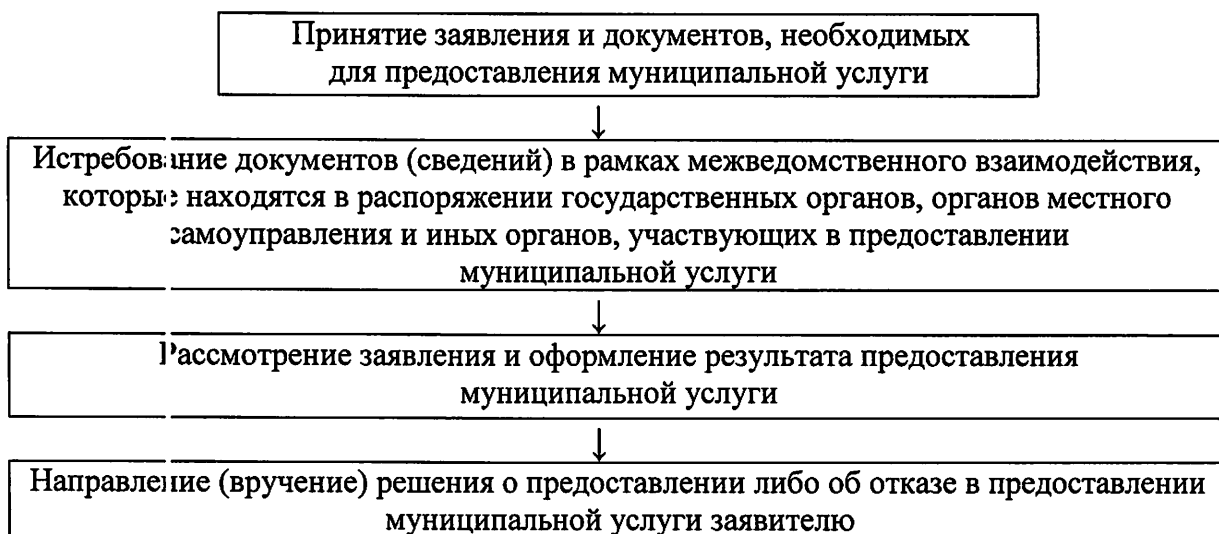 Принятие заявления и документов, необходимых
для предоставления муниципальной услуги
↓
Истребование документов (сведений) в рамках межведомственного взаимодействия,
которые находятся в распоряжении государственных органов, органов местного
самоуправления и иных органов, участвующих в предоставлении
муниципальной услуги
↓
Рассмотрение заявления и оформление результата предоставления
муниципальной услуги
↓
Направление (вручение) решения о предоставлении либо об отказе в предоставлении
муниципальной услуги заявителю